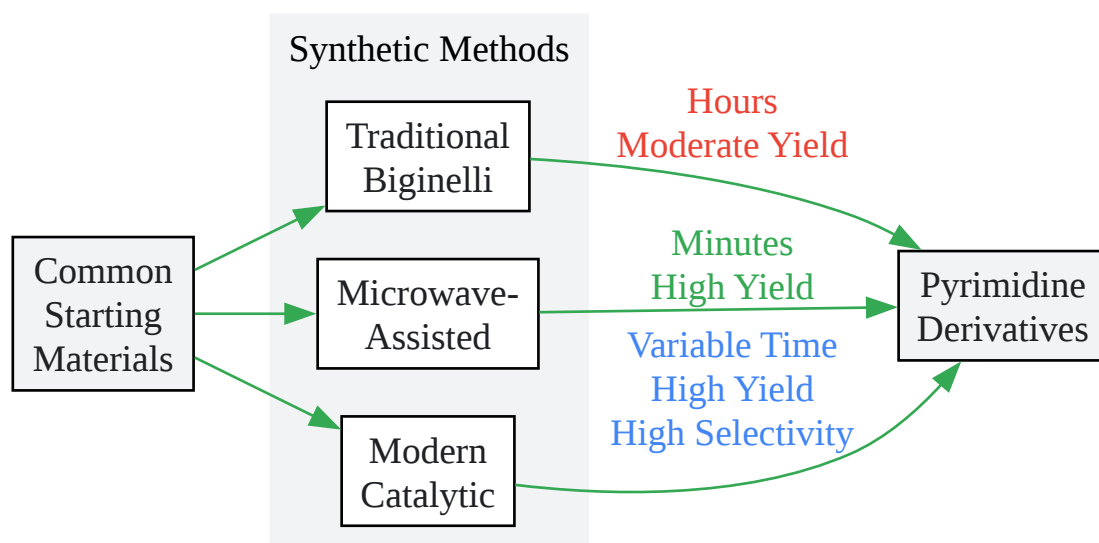 Synthetic Methods
Common
Starting
Materials
Traditional
Biginelli
Microwave-
Assisted
Modern
Catalytic
Hours
Moderate Yield
Minutes
High Yield
Variable Time
High Yield
High Selectivity
Pyrimidine
Derivatives